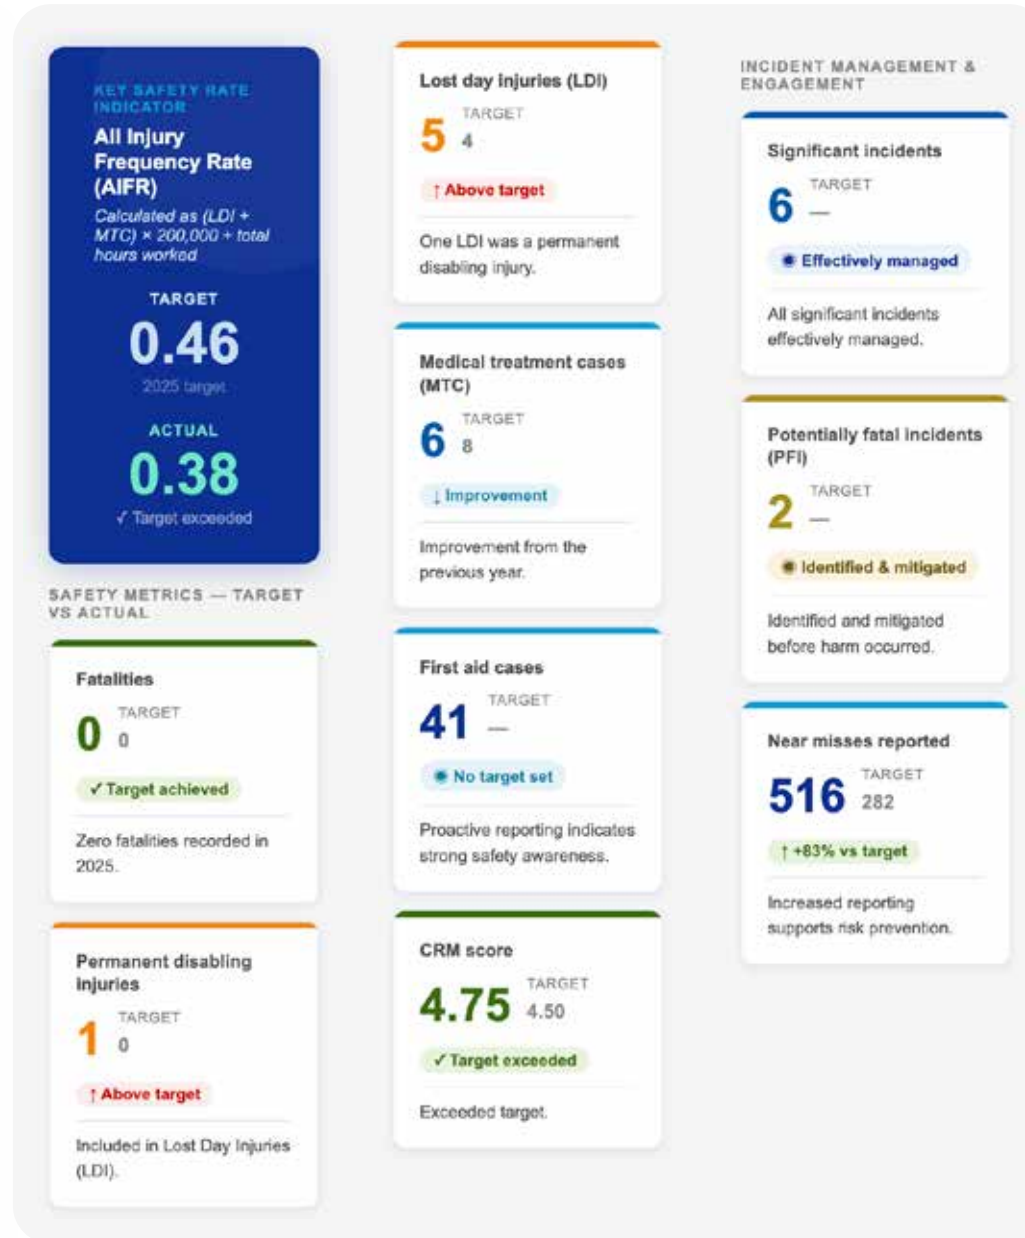 KEY SAFETY RATE
INDICATOR
All Injury
Frequency Rate
(AIFR)
Calculated as (LDI +
MTC) × 200,000 ÷ total
hours worked
TARGET
0.46
2025 target
ACTUAL
0.38
✓ Target exceeded
SAFETY METRICS — TARGET
VS ACTUAL
Fatalities
TARGET
0 0
✓ Target achieved
Zero fatalities recorded in
2025.
Permanent disabling
injuries
TARGET
1 0
↑ Above target
Included in Lost Day Injuries
(LDI).
Lost day injuries (LDI)
TARGET
5 4
↑ Above target
One LDI was a permanent
disabling injury.
Medical treatment cases
(MTC)
TARGET
6 8
↓ Improvement
Improvement from the
previous year.
First aid cases
TARGET
41 —
◉ No target set
Proactive reporting indicates
strong safety awareness.
CRM score
TARGET
4.75 4.50
✓ Target exceeded
Exceeded target.
INCIDENT MANAGEMENT &
ENGAGEMENT
Significant incidents
TARGET
6 —
◉ Effectively managed
All significant incidents
effectively managed.
Potentially fatal incidents
(PFI)
TARGET
2 —
◉ Identified & mitigated
Identified and mitigated
before harm occurred.
Near misses reported
TARGET
516 282
↑ +83% vs target
Increased reporting
supports risk prevention.